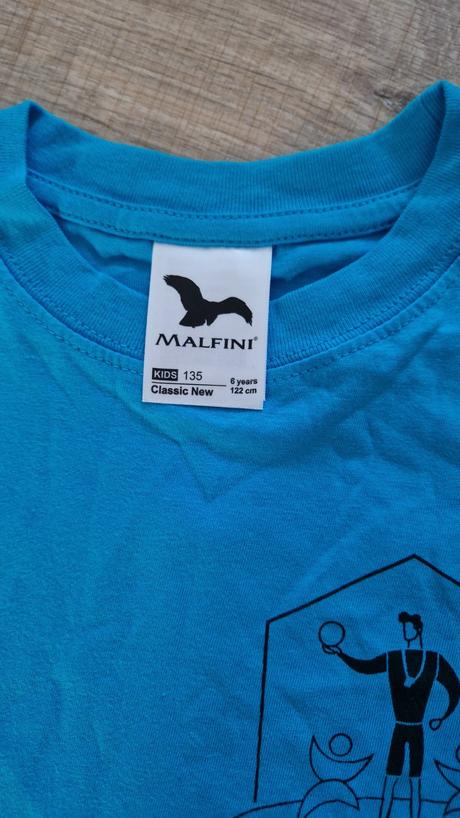 MALFINI®
KIDS 135
Classic New
6 years
122 cm